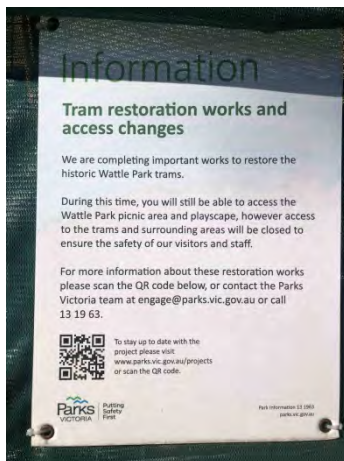 Information
Tram restoration works and
access changes
We are completing important works to restore the
historic Wattle Park trams.
During this time, you will still be able to access the
Wattle Park picnic area and playscape, however access
to the trams and surrounding areas will be closed to
ensure the safety of our visitors and staff.
For more information about these restoration works
please scan the QR code below, or contact the Parks
Victoria team at engage@parks.vic.gov.au or call
13 19 63.
To stay up to date with the
project please visit
www.parks.vic.gov.au/projects
or scan the QR code.
Parks
VICTORIA
Putting
Safety
First
Park information 13 1963
parks.vic.gov.au